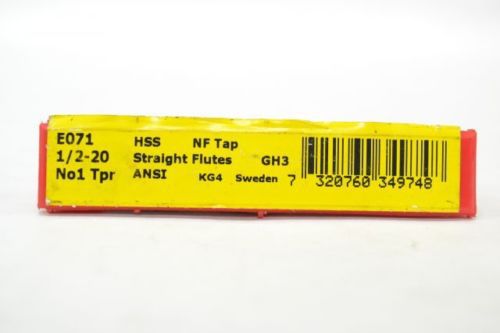 E071 HSS NF Tap
1/2-20 Straight Flutes GH3
No1 Tpr ANSI KG4 Sweden 7 320760 349748